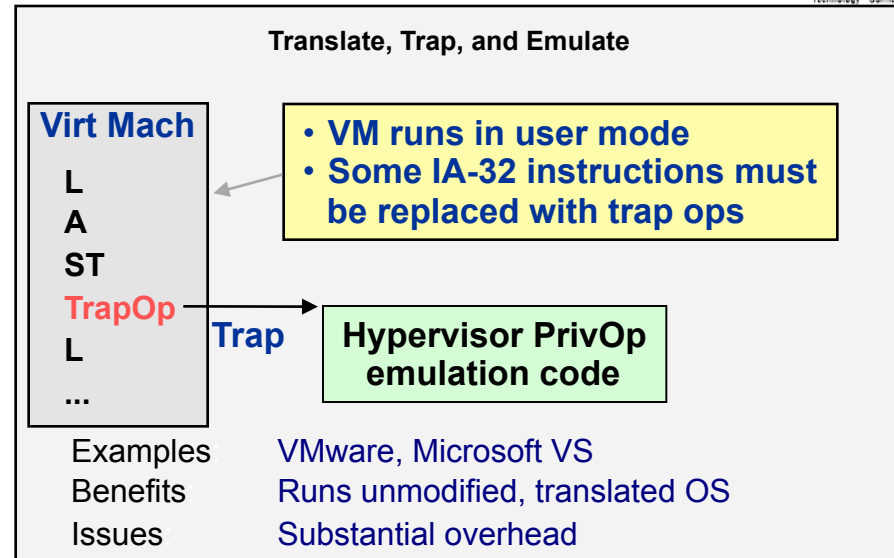 Translate, Trap, and Emulate
Virt Mach
L
A
ST
TrapOp
L
...
• VM runs in user mode
• Some IA-32 instructions must
be replaced with trap ops
Trap
Hypervisor PrivOp
emulation code
Examples: VMware, Microsoft VS
Benefits: Runs unmodified, translated OS
Issues: Substantial overhead